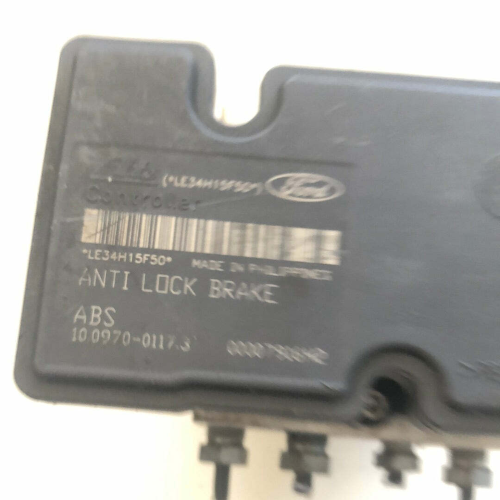 (*LE34H15F50*) Ford
Controller
*LE34H15F50* MADE IN PHILIPPINES
ANTI LOCK BRAKE
ABS
10.0970-0117.3